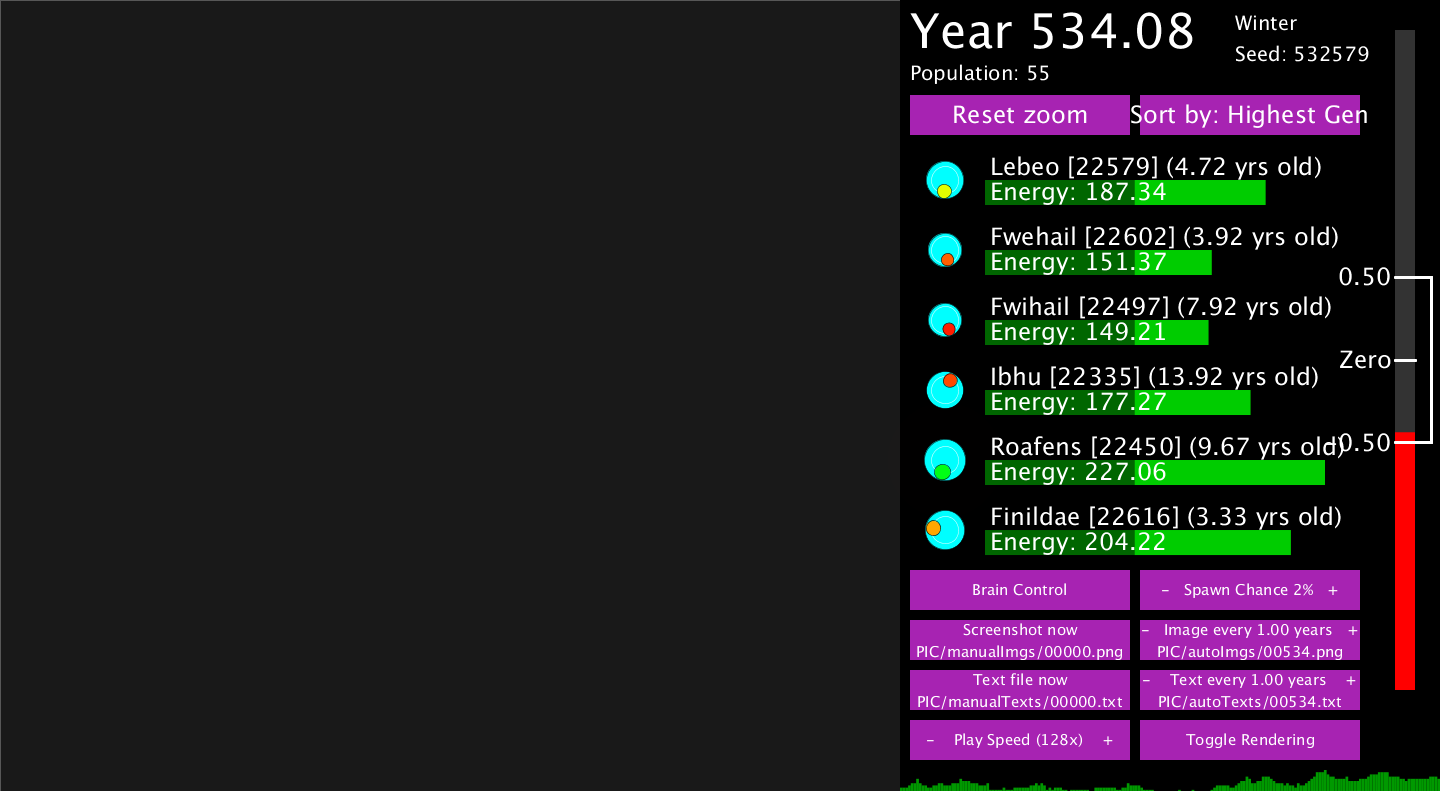 Year 534.08
Winter
Seed: 532579
Population: 55
Reset zoom
Sort by: Highest Gen
Lebeo [22579] (4.72 yrs old)
Energy: 187.34
Fwehail [22602] (3.92 yrs old)
Energy: 151.37
0.50
Fwihail [22497] (7.92 yrs old)
Energy: 149.21
Zero
Ibhu [22335] (13.92 yrs old)
Energy: 177.27
Roafens [22450] (9.67 yrs old)
-0.50
Energy: 227.06
Finildae [22616] (3.33 yrs old)
Energy: 204.22
Brain Control
- Spawn Chance 2% +
Screenshot now
PIC/manualImgs/00000.png
- Image every 1.00 years +
PIC/autoImgs/00534.png
Text file now
PIC/manualTexts/00000.txt
- Text every 1.00 years +
PIC/autoTexts/00534.txt
- Play Speed (128x) +
Toggle Rendering